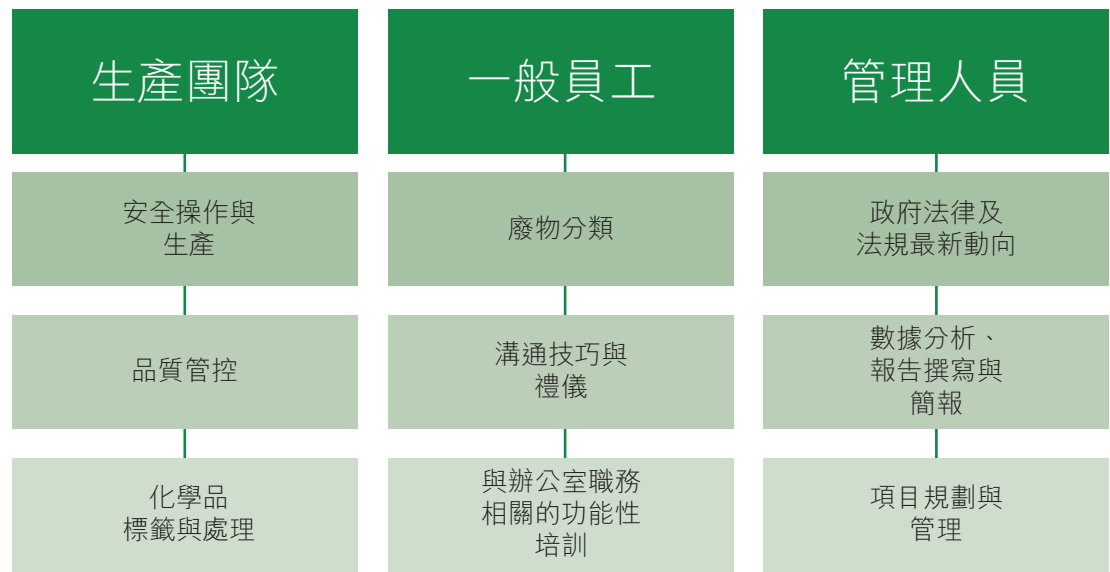 生產團隊
安全操作與
生產
品質管控
化學品
標籤與處理
一般員工
廢物分類
溝通技巧與
禮儀
與辦公室職務
相關的功能性
培訓
管理人員
政府法律及
法規最新動向
數據分析、
報告撰寫與
簡報
項目規劃與
管理